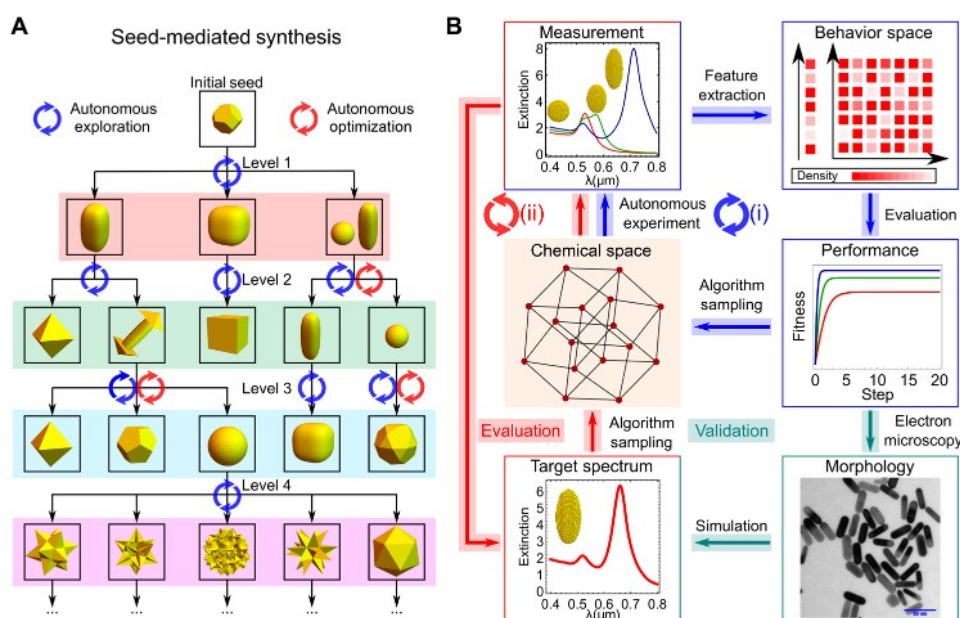 A
Seed-mediated synthesis
Initial seed
Autonomous
exploration
Autonomous
optimization
Level 1
Level 2
Level 3
Level 4
... ... ... ... ...
B
Measurement
Extinction
8
6
4
2
0
0.4 0.5 0.6 0.7 0.8
λ(μm)
Feature
extraction
Behavior space
Density
(ii)
Autonomous
experiment
(i)
Evaluation
Chemical space
Algorithm
sampling
Performance
Fitness
0 5 10 15 20
Step
Evaluation
Algorithm
sampling
Validation
Electron
microscopy
Target spectrum
Extinction
6
5
4
3
2
1
0
0.4 0.5 0.6 0.7 0.8
λ(μm)
Simulation
Morphology